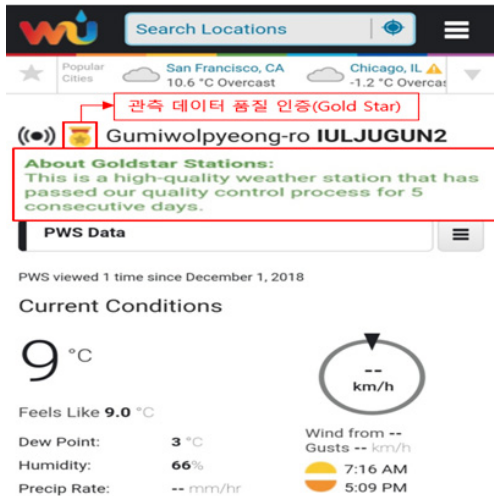 wu
Search Locations
Popular Cities
San Francisco, CA
10.6 °C Overcast
Chicago, IL
-1.2 °C Overcas
관측 데이터 품질 인증(Gold Star)
Gumiwolpyeong-ro IULJUGUN2
About Goldstar Stations:
This is a high-quality weather station that has
passed our quality control process for 5
consecutive days.
PWS Data
PWS viewed 1 time since December 1, 2018
Current Conditions
9 °C
-- km/h
Feels Like 9.0 °C
Dew Point: 3 °C
Humidity: 66%
Precip Rate: -- mm/hr
Wind from --
Gusts -- km/h
7:16 AM
5:09 PM